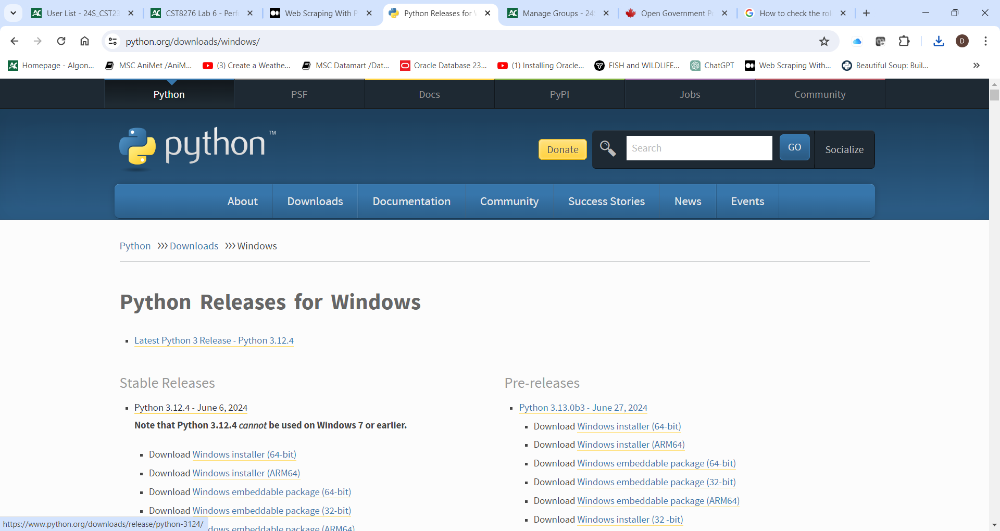 User List - 24S_CST23
CST8276 Lab 6 - Perf
Web Scraping With P
Python Releases for
Manage Groups - 24
Open Government Po
How to check the rol
python.org/downloads/windows/
D
Homepage - Algon...
MSC AniMet /AniM...
(3) Create a Weathe...
MSC Datamart /Dat...
Oracle Database 23...
(1) Installing Oracle...
FISH and WILDLIFE...
ChatGPT
Web Scraping With...
Beautiful Soup: Buil...
Python
PSF
Docs
PyPI
Jobs
Community
python™
Donate
Search
GO
Socialize
About
Downloads
Documentation
Community
Success Stories
News
Events
Python >>> Downloads >>> Windows
Python Releases for Windows
Latest Python 3 Release - Python 3.12.4
Stable Releases
Python 3.12.4 - June 6, 2024
Note that Python 3.12.4 cannot be used on Windows 7 or earlier.
Download Windows installer (64-bit)
Download Windows installer (ARM64)
Download Windows embeddable package (64-bit)
Download Windows embeddable package (32-bit)
dows embeddable package (ARM64)
Pre-releases
Python 3.13.0b3 - June 27, 2024
Download Windows installer (64-bit)
Download Windows installer (ARM64)
Download Windows embeddable package (64-bit)
Download Windows embeddable package (32-bit)
Download Windows embeddable package (ARM64)
Download Windows installer (32 -bit)
https://www.python.org/downloads/release/python-3124/